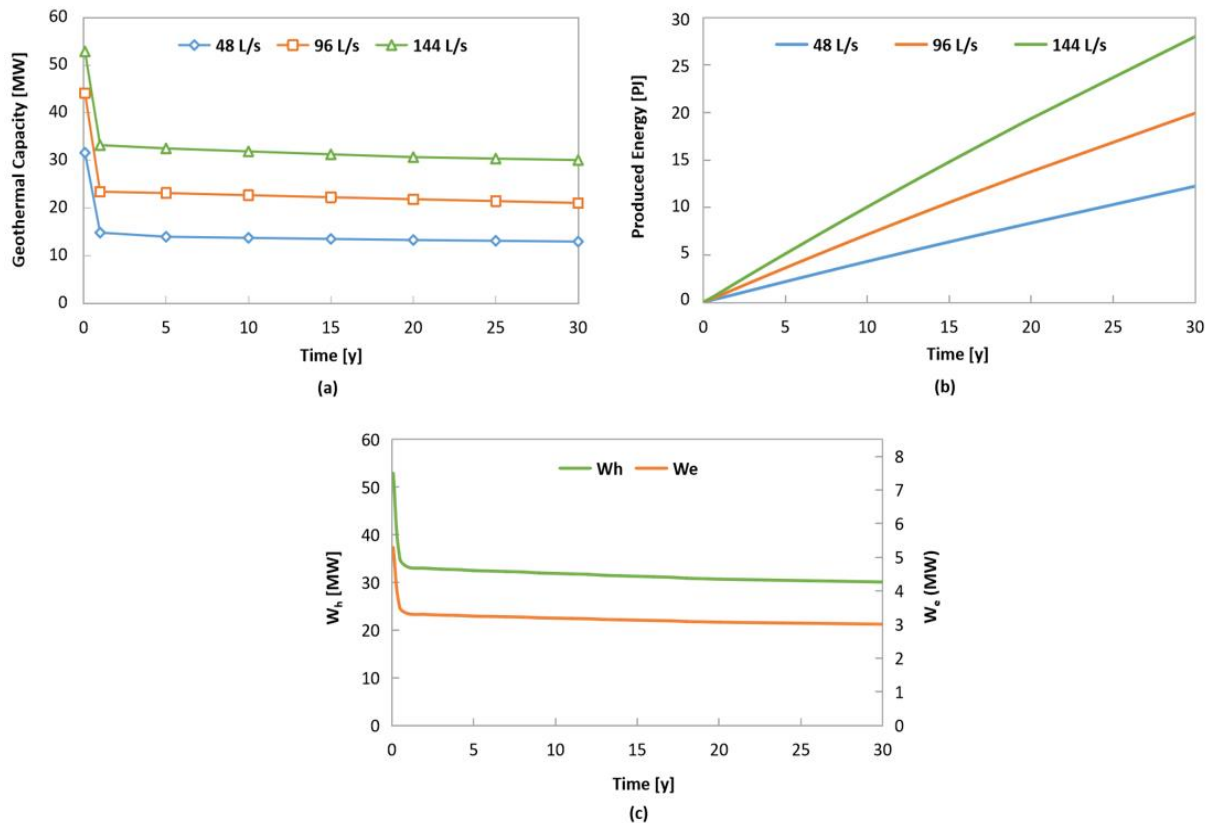 60
50
40
30
20
10
0
Geothermal Capacity [MW]
48 L/s 96 L/s 144 L/s
0 5 10 15 20 25 30
Time [y]
(a)
30
25
20
15
10
5
0
Produced Energy [PJ]
48 L/s 96 L/s 144 L/s
0 5 10 15 20 25 30
Time [y]
(b)
60
50
40
30
20
10
0
Wh [MW]
Wh We
8
7
6
5
4
3
2
1
0
We (MW)
0 5 10 15 20 25 30
Time [y]
(c)